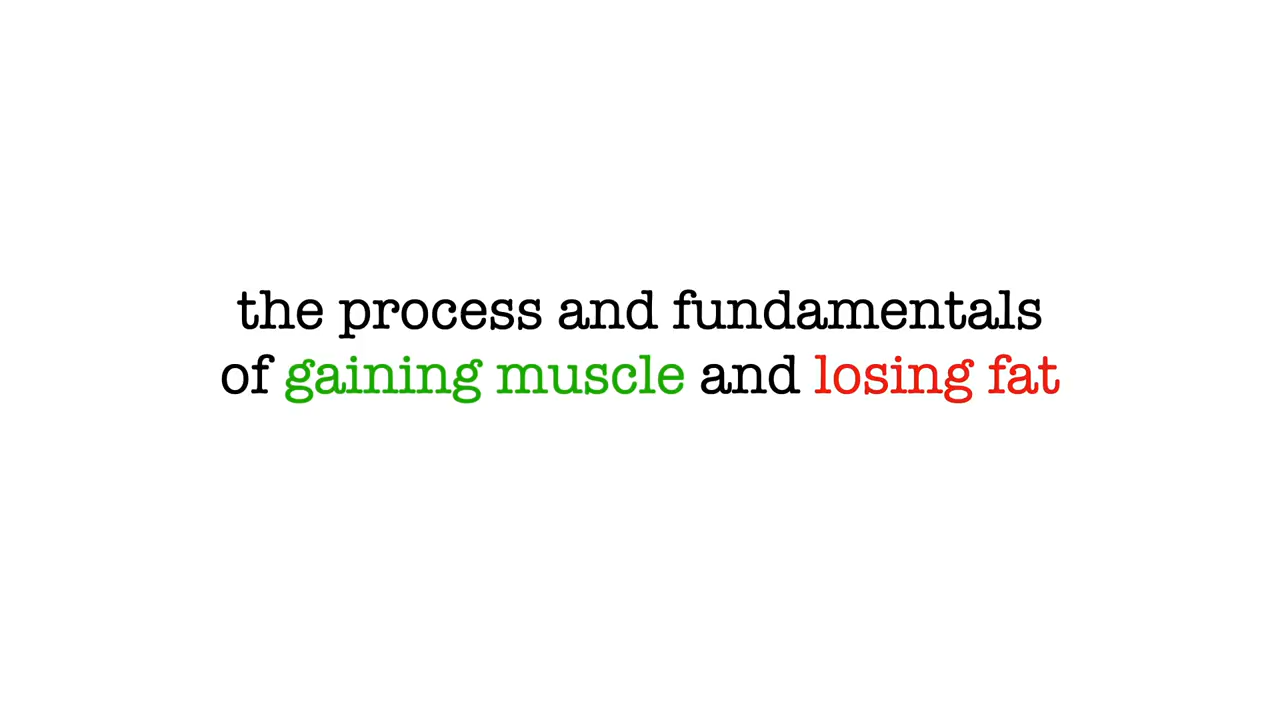 the process and fundamentals
of gaining muscle and losing fat